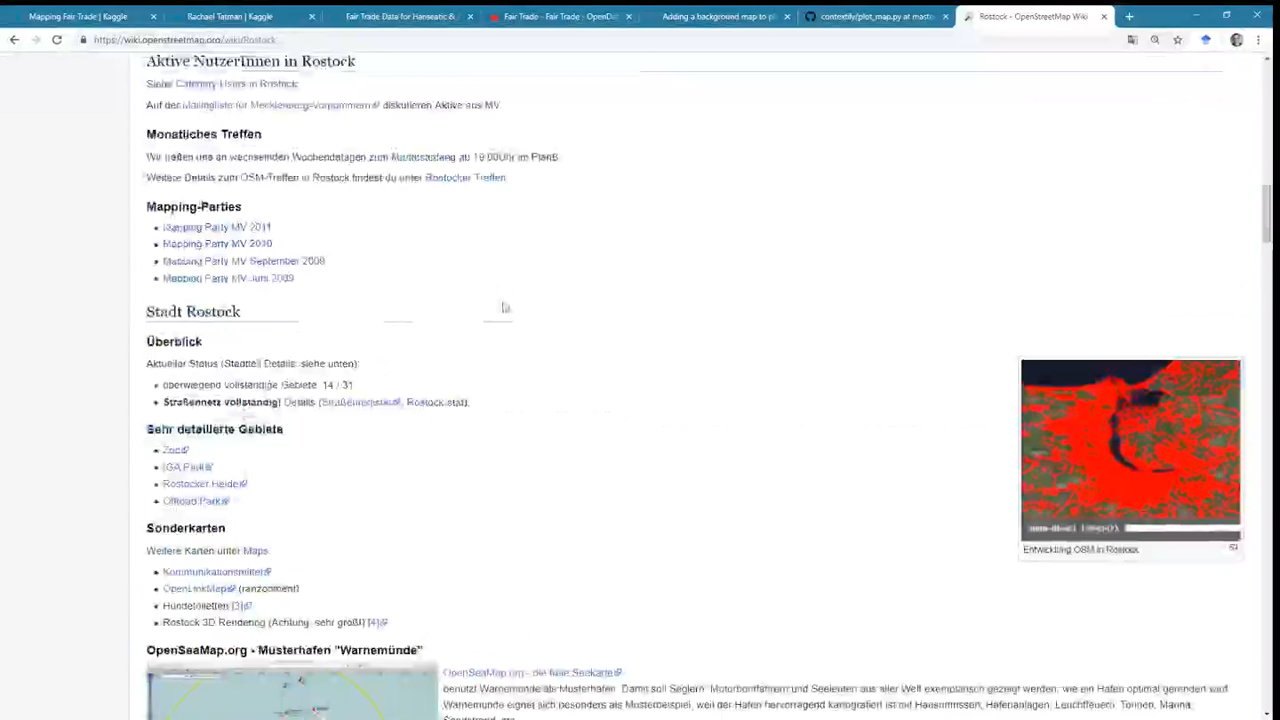 Mapping Fair Trade | Kaggle
Rachael Tatman | Kaggle
Fair Trade Data for Hanseatic &
Fair Trade - Fair Trade - OpenDat
Adding a background map to pl
contextify/plot_map.py at maste
Rostock - OpenStreetMap Wiki
https://wiki.openstreetmap.org/wiki/Rostock
Aktive NutzerInnen in Rostock
Siehe Category:Users in Rostock
Auf der Mailingliste für Mecklenburg-Vorpommern diskutieren Aktive aus MV.
Monatliches Treffen
Wir treffen uns an wechselnden Wochendetagen zum ab 19:00Uhr im PlanB.
Weitere Details zum OSM-Treffen in Rostock findest du unter Rostocker Treffen
Mapping-Parties
Mapping Party MV 2011
Mapping Party MV 2010
Mapping Party MV September 2009
Mapping Party MV Juni 2009
Stadt Rostock
Überblick
Aktueller Status (Stadtteil Details: siehe unten)
überwiegend vollständige Gebiete: 14 / 31
Straßennetz vollständig! Details (Rostock-stat).
Sehr detaillierte Gebiete
Zoo
IGA Park
Rostocker Heide
Offroad Park
Sonderkarten
Weitere Karten unter Maps.
Kommunikationsmittel
OpenLinkMap
Hundetoiletten [3]
Rostock 3D Rendering (Achtung, sehr groß!) [4]
Entwicklung OSM in Rostock
OpenSeaMap.org - Musterhafen "Warnemünde"
OpenSeaMap.org - die freie Seekarte
benutzt Warnemünde als Musterhafen. Damit soll Seglern, Motorbootfahrern und Seeleuten aus aller Welt exemplarisch gezeigt werden, wie ein Hafen optimal gerendert wird.
Warnemünde eignet sich besonders als Musterbeispiel, weil der Hafen hervorragend kartografiert ist mit Hafenanlagen, Leuchtfeuern, Tonnen, Marina,